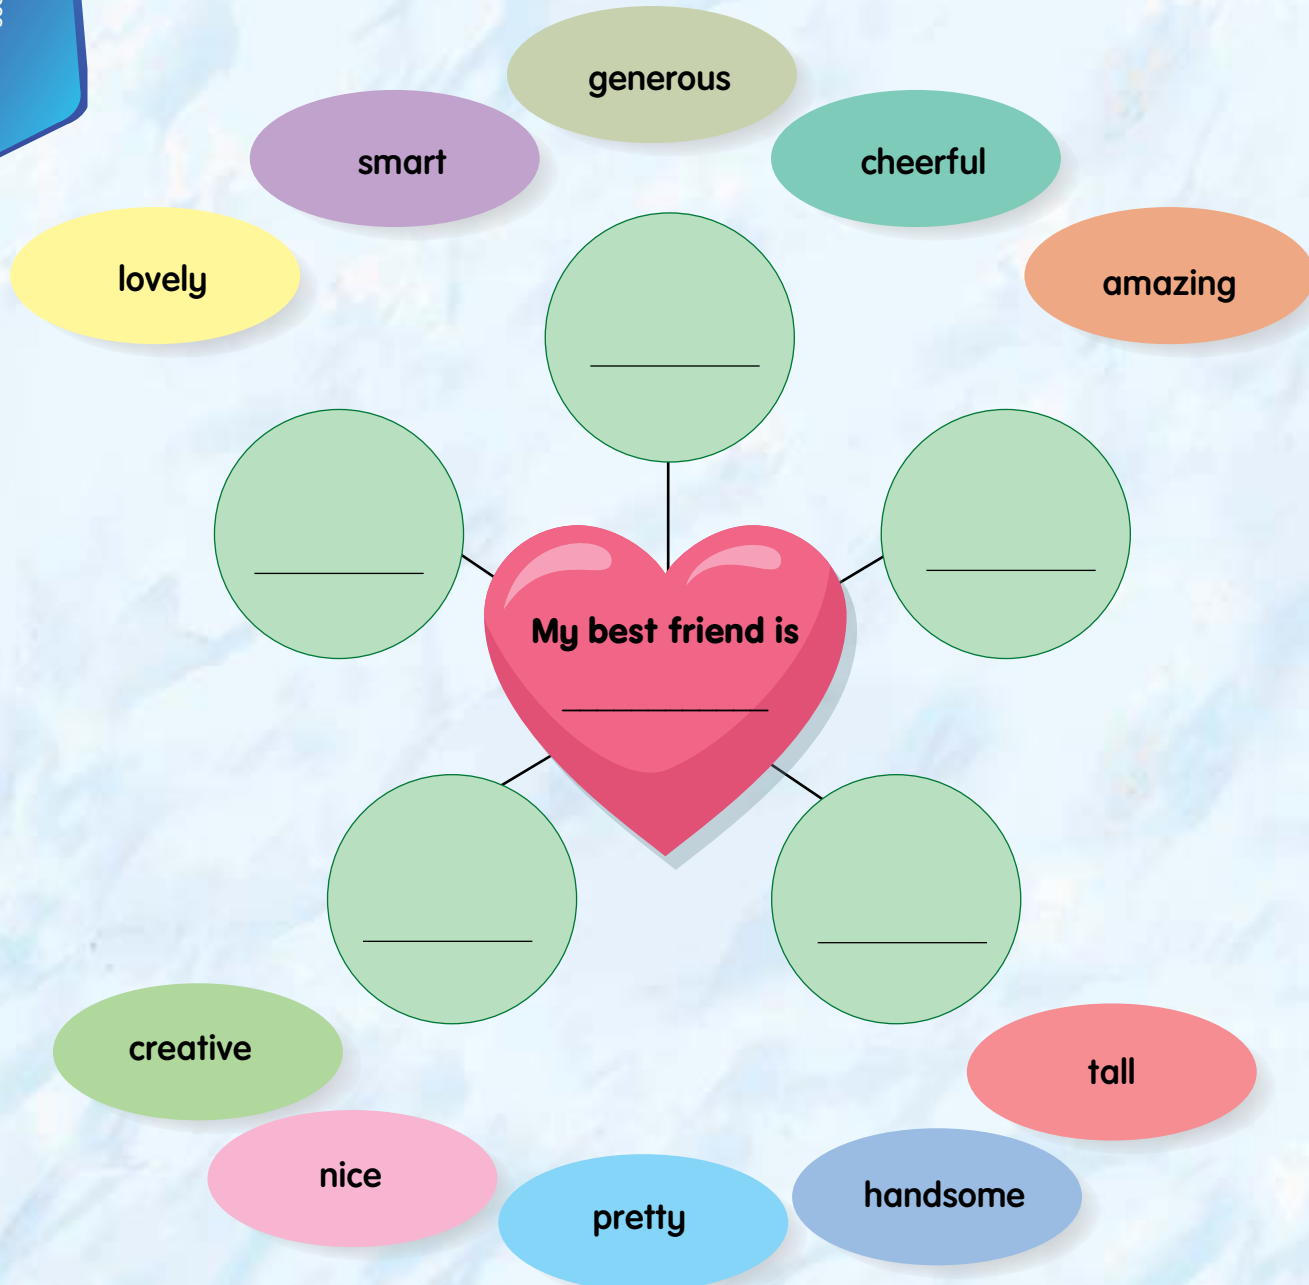 generous
smart
cheerful
lovely
amazing
My best friend is
creative
tall
nice
handsome
pretty